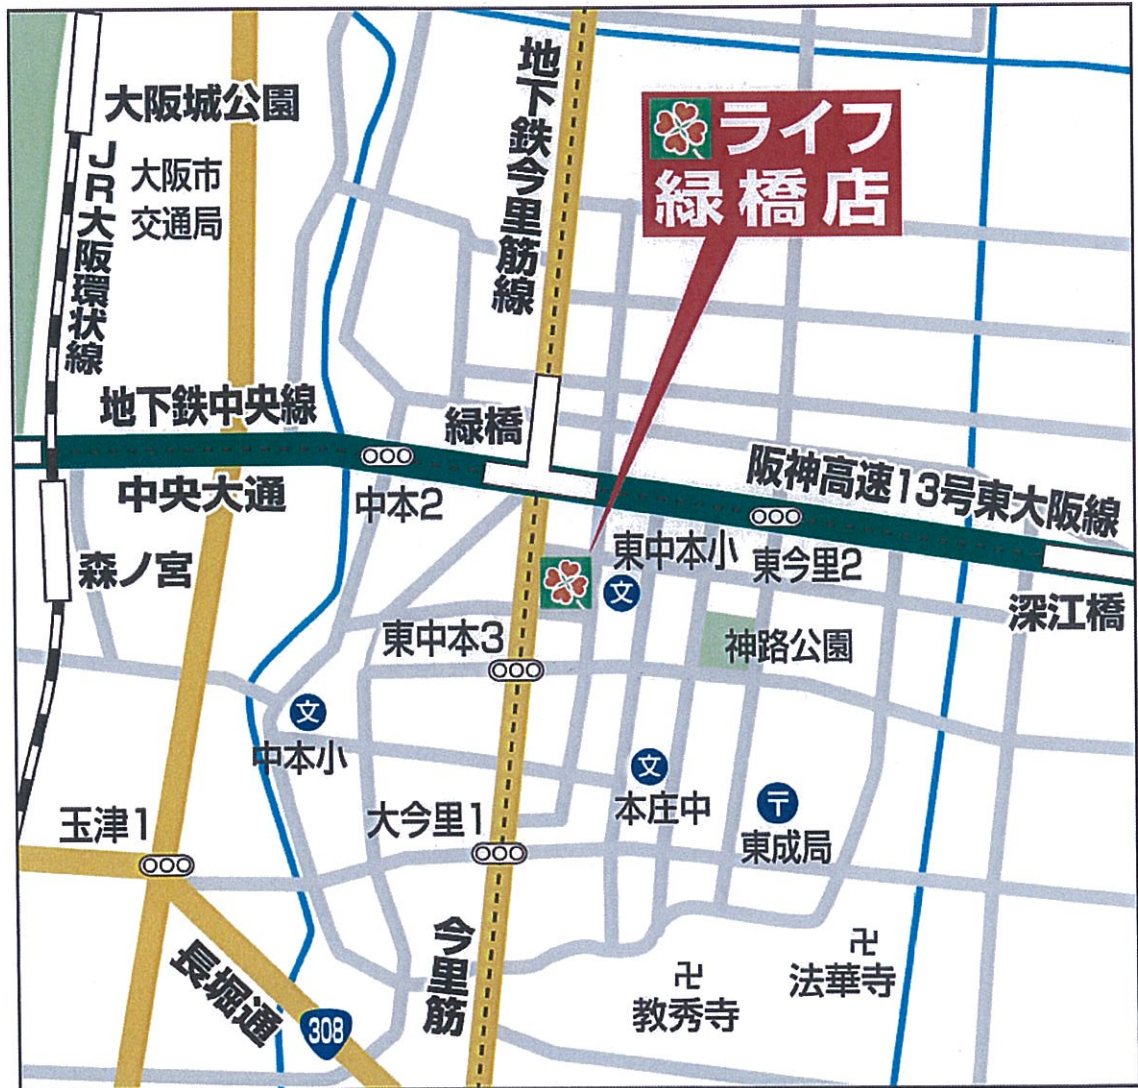 大阪城公園
JR大阪環状線
大阪市
交通局
地下鉄今里筋線
ライフ
緑橋店
地下鉄中央線
緑橋
中央大通
中本2
阪神高速13号東大阪線
森ノ宮
東中本小
文
東今里2
深江橋
東中本3
神路公園
文
中本小
文
本庄中
〒
東成局
玉津1
大今里1
今里筋
長堀通
308
卍
教秀寺
卍
法華寺